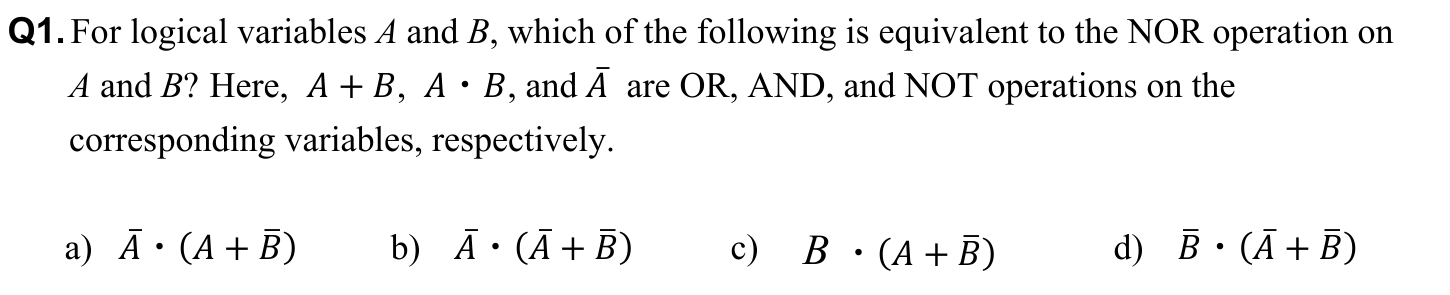 Q1. For logical variables A and B, which of the following is equivalent to the NOR operation on
A and B? Here, A + B, A · B, and Ā are OR, AND, and NOT operations on the
corresponding variables, respectively.
a) Ā · (A + B̄) b) Ā · (Ā + B̄) c) B · (A + B̄) d) B̄ · (Ā + B̄)